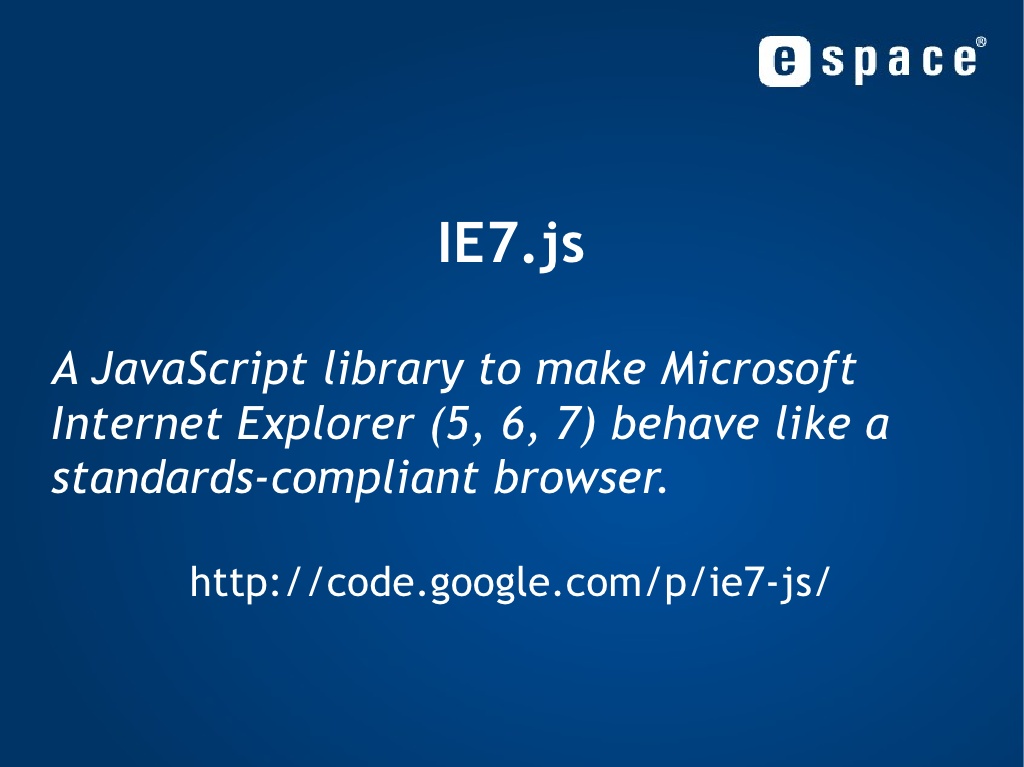 e space®
IE7.js
A JavaScript library to make Microsoft
Internet Explorer (5, 6, 7) behave like a
standards-compliant browser.
http://code.google.com/p/ie7-js/